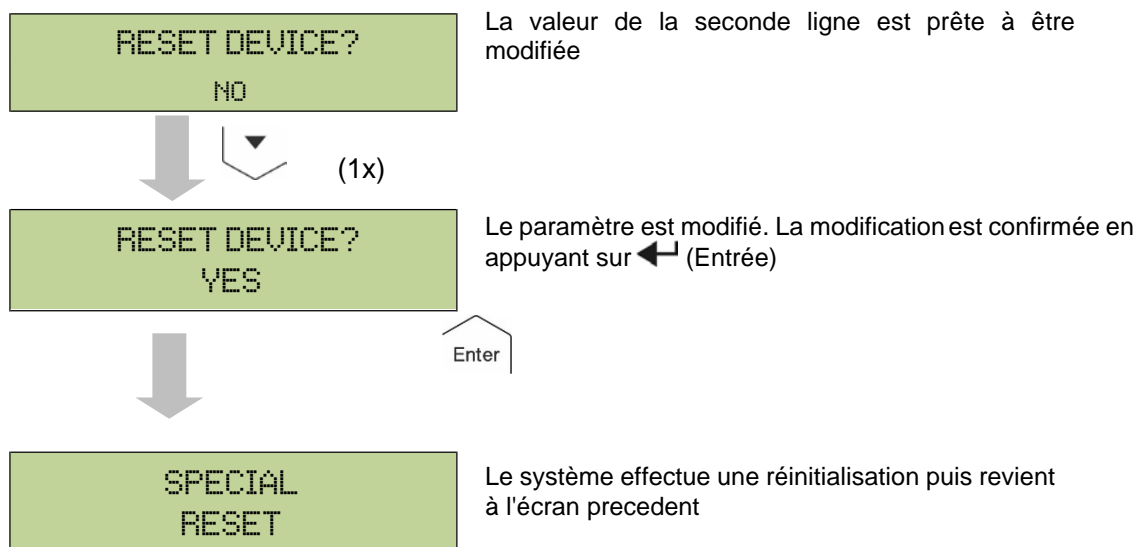 RESET DEVICE?
NO
La valeur de la seconde ligne est prête à être
modifiée
(1x)
RESET DEVICE?
YES
Le paramètre est modifié. La modification est confirmée en
appuyant sur (Entrée)
Enter
SPECIAL
RESET
Le système effectue une réinitialisation puis revient
à l'écran precedent